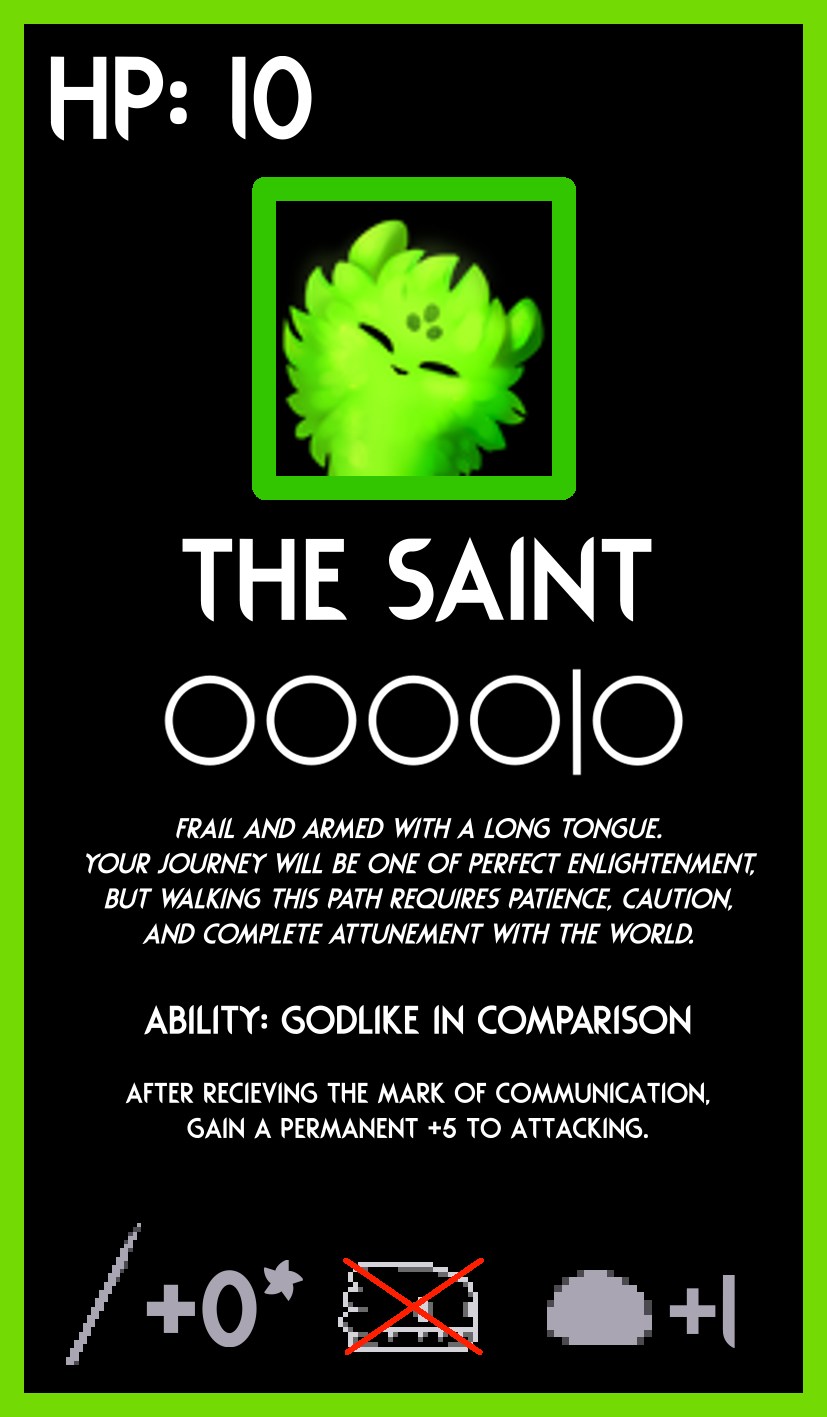 HP: 10
THE SAINT
FRAIL AND ARMED WITH A LONG TONGUE.
YOUR JOURNEY WILL BE ONE OF PERFECT ENLIGHTENMENT,
BUT WALKING THIS PATH REQUIRES PATIENCE, CAUTION,
AND COMPLETE ATTUNEMENT WITH THE WORLD.
ABILITY: GODLIKE IN COMPARISON
AFTER RECIEVING THE MARK OF COMMUNICATION,
GAIN A PERMANENT +5 TO ATTACKING.
+0* +1